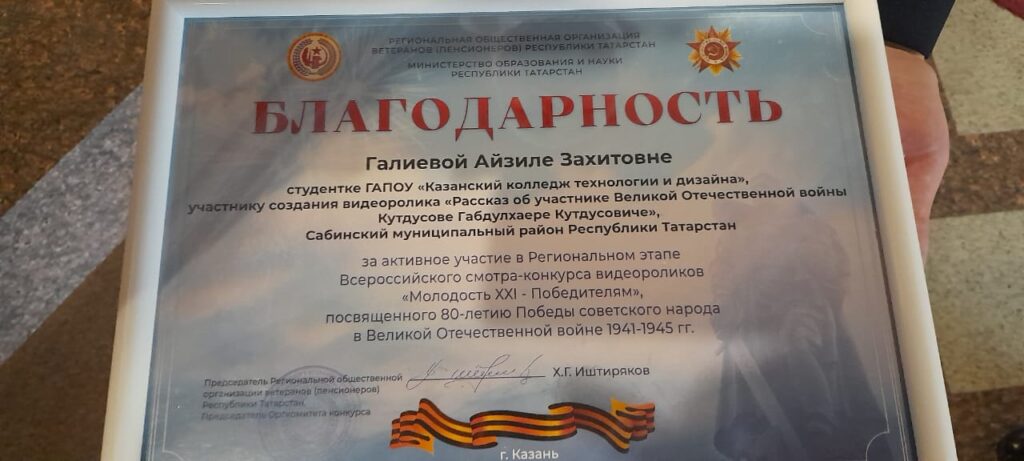 РЕГИОНАЛЬНАЯ ОБЩЕСТВЕННАЯ ОРГАНИЗАЦИЯ
ВЕТЕРАНОВ (ПЕНСИОНЕРОВ) РЕСПУБЛИКИ ТАТАРСТАН
МИНИСТЕРСТВО ОБРАЗОВАНИЯ И НАУКИ
РЕСПУБЛИКИ ТАТАРСТАН
БЛАГОДАРНОСТЬ
Галиевой Айзиле Захитовне
студентке ГАПОУ «Казанский колледж технологии и дизайна»,
участнику создания видеоролика «Рассказ об участнике Великой Отечественной войны
Кутдусове Габдулхаере Кутдусовиче»,
Сабинский муниципальный район Республики Татарстан
за активное участие в Региональном этапе
Всероссийского смотра-конкурса видеороликов
«Молодость XXI - Победителям»,
посвященного 80-летию Победы советского народа
в Великой Отечественной войне 1941-1945 гг.
Председатель Региональной общественной
организации ветеранов (пенсионеров)
Республики Татарстан,
Председатель Оргкомитета конкурса
Х.Г. Иштиряков
г. Казань